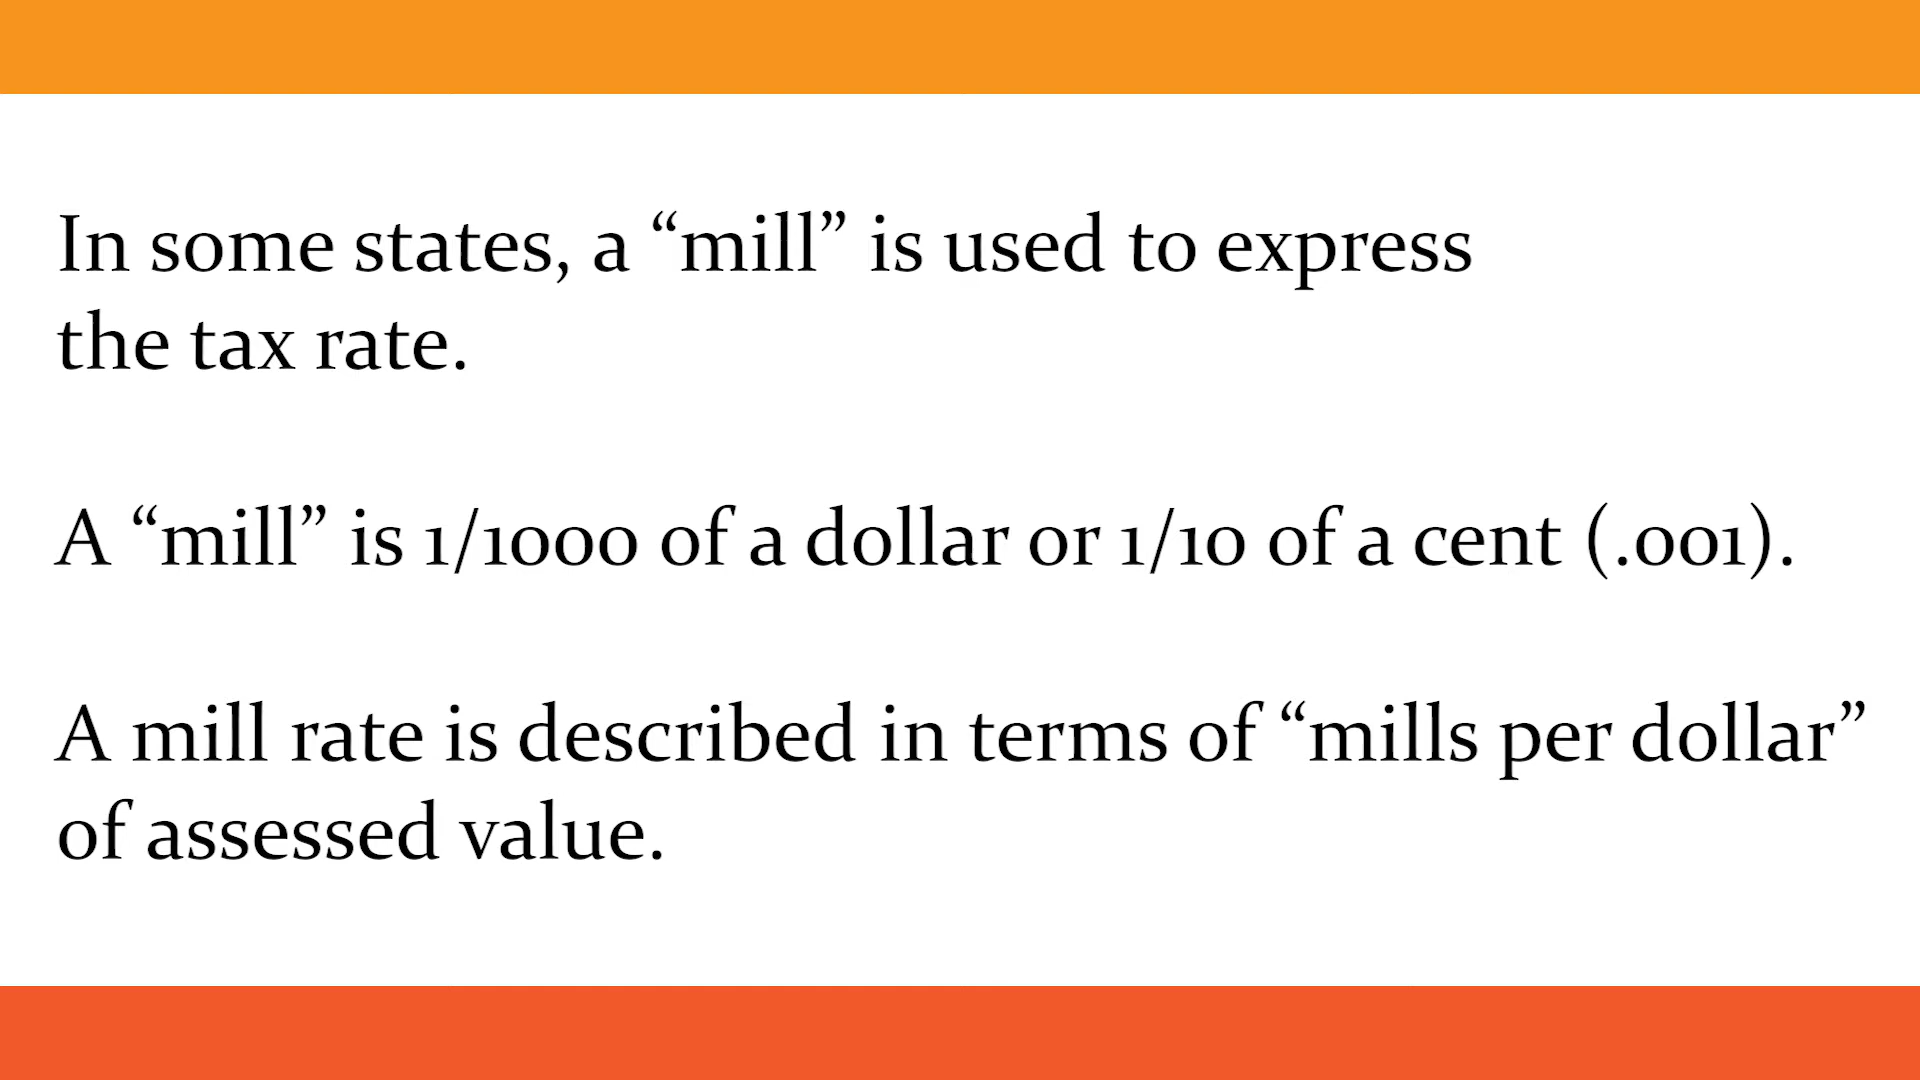 In some states, a “mill” is used to express
the tax rate.
A “mill” is 1/1000 of a dollar or 1/10 of a cent (.001).
A mill rate is described in terms of “mills per dollar”
of assessed value.